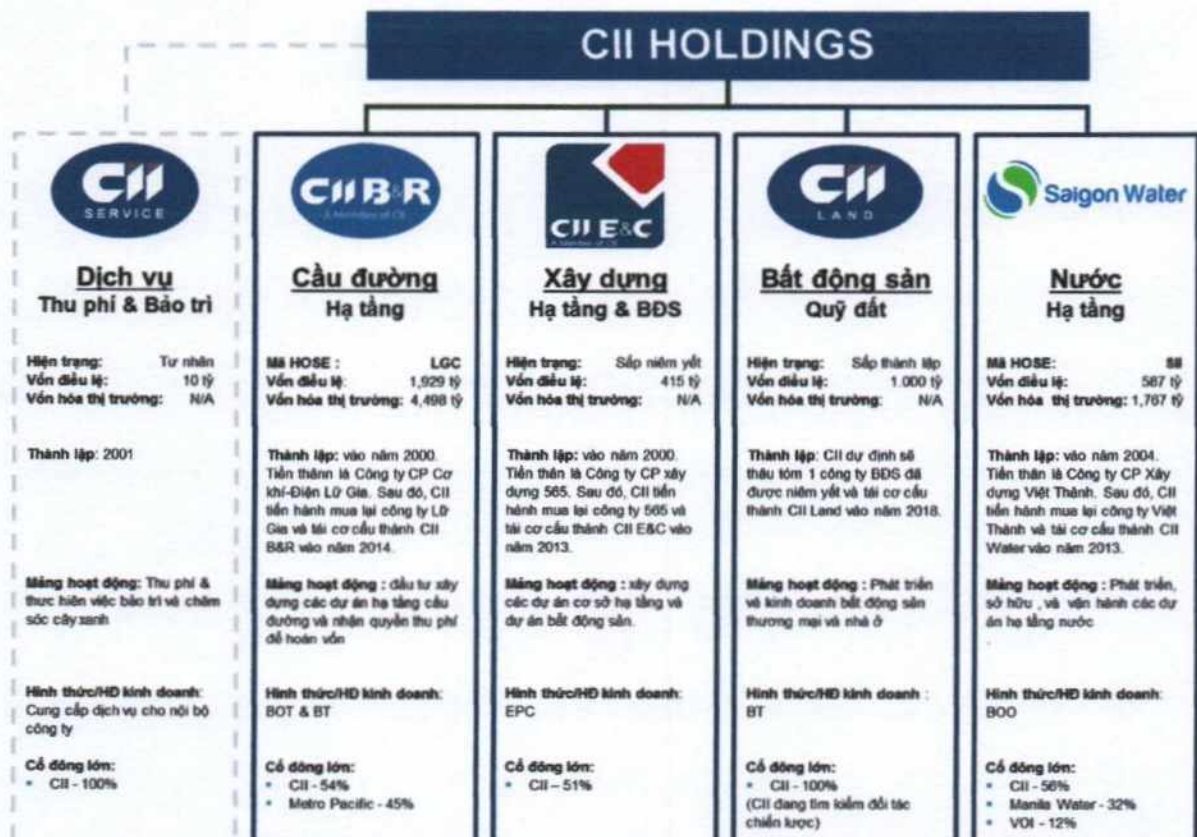 CII HOLDINGS
CII
SERVICE
Dịch vụ
Thu phí & Bảo trì
Hiện trạng: Tư nhân
Vốn điều lệ: 10 tỷ
Vốn hóa thị trường: N/A
Thành lập: 2001
Mảng hoạt động: Thu phí &
thực hiện việc bảo trì và chăm
sóc cây xanh
Hình thức/HĐ kinh doanh:
Cung cấp dịch vụ cho nội bộ
công ty
Cổ đông lớn:
• CII - 100%
CII B&R
A Member of CII
Cầu đường
Hạ tầng
Mã HOSE : LGC
Vốn điều lệ: 1,929 tỷ
Vốn hóa thị trường: 4,498 tỷ
Thành lập: vào năm 2000.
Tiền thânn là Công ty CP Cơ
khí-Điện Lữ Gia. Sau đó, CII
tiến hành mua lại công ty Lữ
Gia và tái cơ cấu thành CII
B&R vào năm 2014.
Mảng hoạt động : đầu tư xây
dựng các dự án hạ tầng cầu
đường và nhận quyền thu phí
để hoàn vốn
Hình thức/HĐ kinh doanh:
BOT & BT
Cổ đông lớn:
• CII - 54%
• Metro Pacific - 45%
CII E&C
A Member of CII
Xây dựng
Hạ tầng & BĐS
Hiện trạng: Sắp niêm yết
Vốn điều lệ: 415 tỷ
Vốn hóa thị trường: N/A
Thành lập: vào năm 2000.
Tiền thân là Công ty CP xây
dựng 565. Sau đó, CII tiến
hành mua lại công ty 565 và
tái cơ cấu thành CII E&C vào
năm 2013.
Mảng hoạt động : xây dựng
các dự án cơ sở hạ tầng và
dự án bất động sản.
Hình thức/HĐ kinh doanh:
EPC
Cổ đông lớn:
• CII – 51%
CII
LAND
Bất động sản
Quỹ đất
Hiện trạng: Sắp thành lập
Vốn điều lệ: 1.000 tỷ
Vốn hóa thị trường: N/A
Thành lập: CII dự định sẽ
thâu tóm 1 công ty BĐS đã
được niêm yết và tái cơ cấu
thành CII Land vào năm 2018.
Mảng hoạt động : Phát triển
và kinh doanh bất động sản
thương mại và nhà ở
Hình thức/HĐ kinh doanh :
BT
Cổ đông lớn:
• CII - 100%
(CII đang tìm kiếm đối tác
chiến lược)
Saigon Water
Nước
Hạ tầng
Mã HOSE: SII
Vốn điều lệ: 587 tỷ
Vốn hóa thị trường: 1,767 tỷ
Thành lập: vào năm 2004.
Tiền thân là Công ty CP Xây
dựng Việt Thành. Sau đó, CII
tiến hành mua lại công ty Việt
Thành và tái cơ cấu thành CII
Water vào năm 2013.
Mảng hoạt động : Phát triển,
sở hữu , và vận hành các dự
án hạ tầng nước
Hình thức/HĐ kinh doanh:
BOO
Cổ đông lớn:
• CII - 56%
• Manila Water - 32%
• VOI - 12%